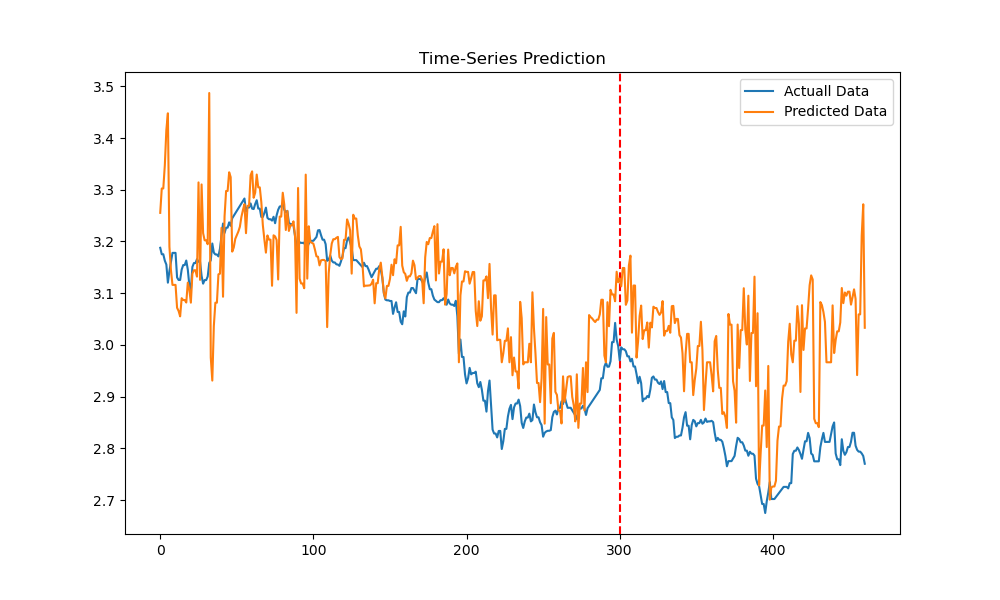 Time-Series Prediction
Actuall Data
Predicted Data
3.5
3.4
3.3
3.2
3.1
3.0
2.9
2.8
2.7
0 100 200 300 400